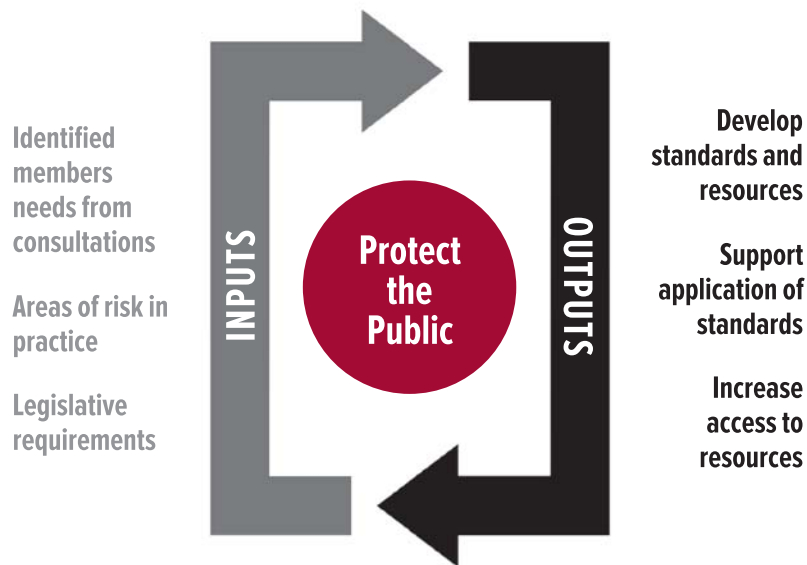 Identified
members
needs from
consultations
Areas of risk in
practice
Legislative
requirements
INPUTS
Protect
the
Public
OUTPUTS
Develop
standards and
resources
Support
application of
standards
Increase
access to
resources